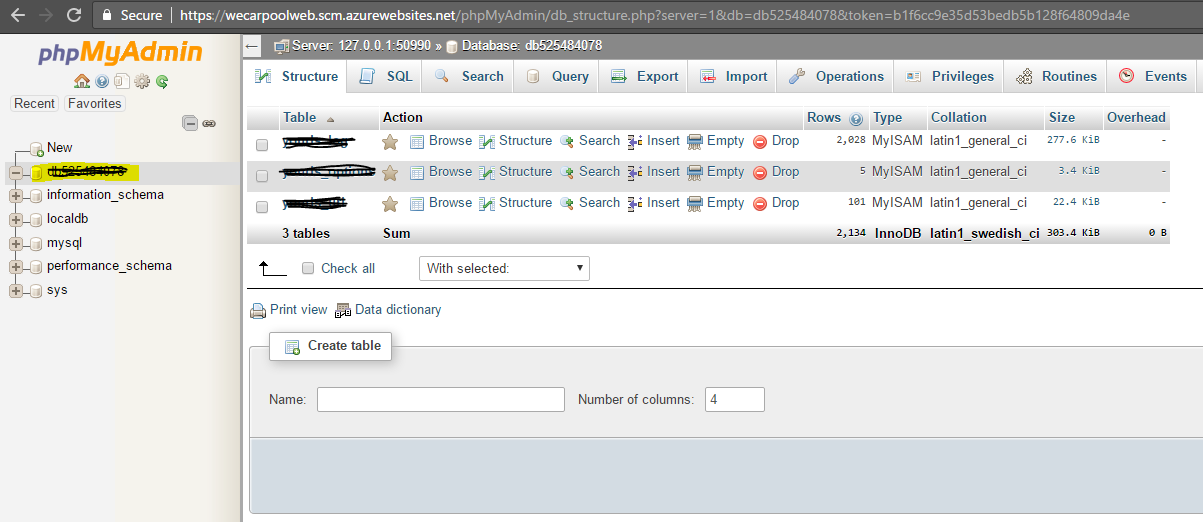 Secure https://wecarpoolweb.scm.azurewebsites.net/phpMyAdmin/db_structure.php?server=1&db=db525484078&token=b1f6cc9e35d53bedb5b128f64809da4e
phpMyAdmin
Recent Favorites
New
information_schema
localdb
mysql
performance_schema
sys
Server: 127.0.0.1:50990 » Database: db525484078
Structure SQL Search Query Export Import Operations Privileges Routines Events
Table Action Rows Type Collation Size Overhead
Browse Structure Search Insert Empty Drop 2,028 MyISAM latin1_general_ci 277.6 KiB -
Browse Structure Search Insert Empty Drop 5 MyISAM latin1_general_ci 3.4 KiB -
Browse Structure Search Insert Empty Drop 101 MyISAM latin1_general_ci 22.4 KiB -
3 tables Sum 2,134 InnoDB latin1_swedish_ci 303.4 KiB 0 B
Check all With selected:
Print view Data dictionary
Create table
Name: Number of columns: 4